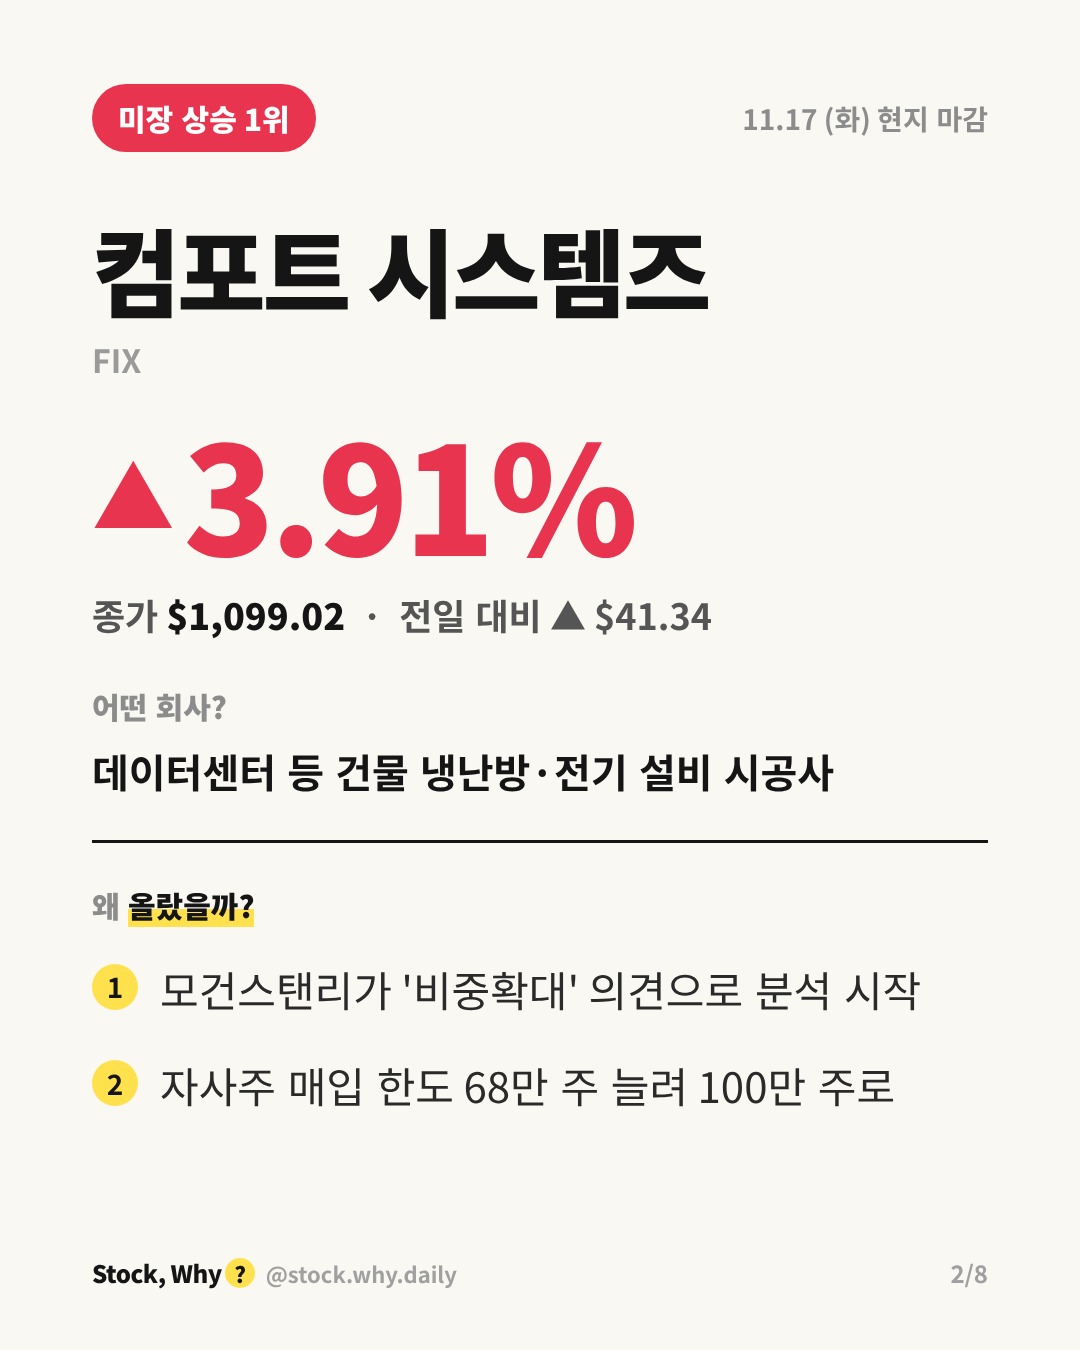 미장 상승 1위
11.17 (화) 현지 마감
컴포트 시스템즈
FIX
▲3.91%
종가 $1,099.02 · 전일 대비 ▲ $41.34
어떤 회사?
데이터센터 등 건물 냉난방·전기 설비 시공사
왜 올랐을까?
1 모건스탠리가 '비중확대' 의견으로 분석 시작
2 자사주 매입 한도 68만 주 늘려 100만 주로
Stock, Why ? @stock.why.daily
2/8